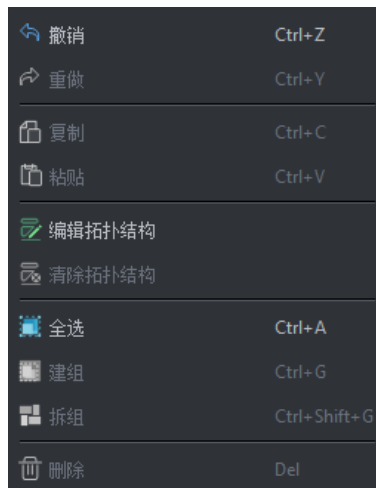 撤销 Ctrl+Z
重做 Ctrl+Y
复制 Ctrl+C
粘贴 Ctrl+V
编辑拓扑结构
清除拓扑结构
全选 Ctrl+A
建组 Ctrl+G
拆组 Ctrl+Shift+G
删除 Del